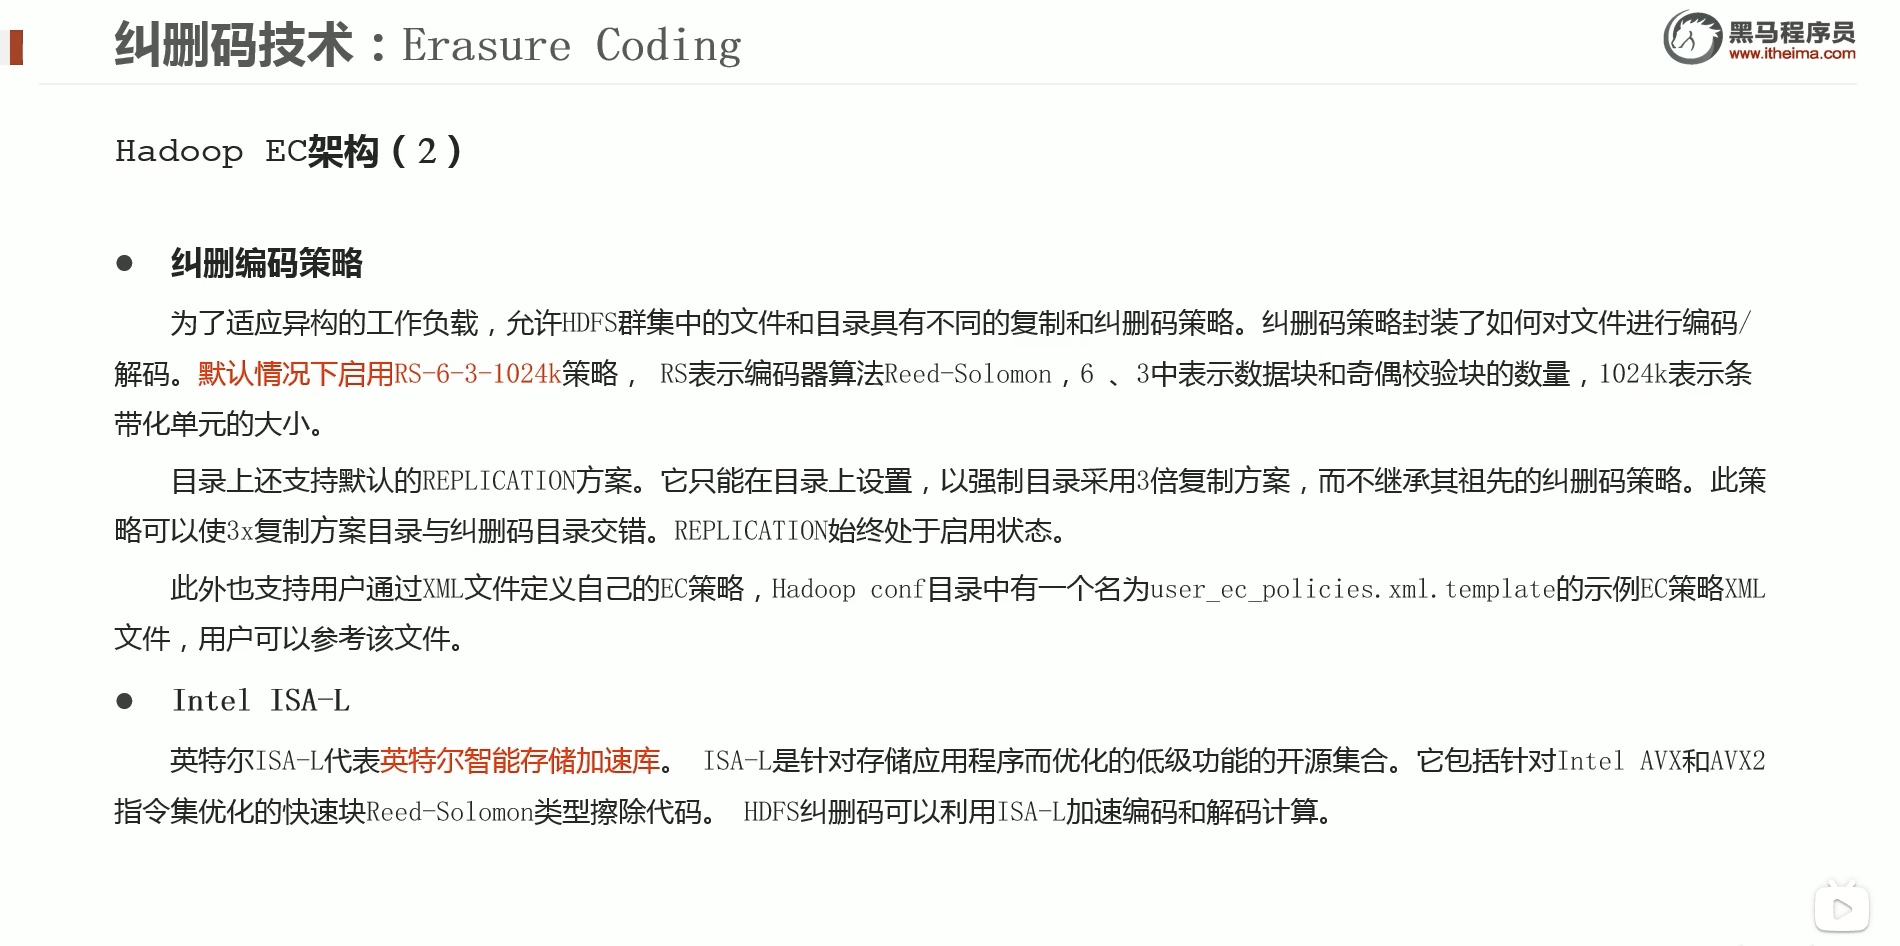 纠删码技术：Erasure Coding
黑马程序员
www.itheima.com
Hadoop EC架构（2）
● 纠删编码策略
为了适应异构的工作负载，允许HDFS群集中的文件和目录具有不同的复制和纠删码策略。纠删码策略封装了如何对文件进行编码/
解码。默认情况下启用RS-6-3-1024k策略， RS表示编码器算法Reed-Solomon，6 、3中表示数据块和奇偶校验块的数量，1024k表示条
带化单元的大小。
目录上还支持默认的REPLICATION方案。它只能在目录上设置，以强制目录采用3倍复制方案，而不继承其祖先的纠删码策略。此策
略可以使3x复制方案目录与纠删码目录交错。REPLICATION始终处于启用状态。
此外也支持用户通过XML文件定义自己的EC策略，Hadoop conf目录中有一个名为user_ec_policies.xml.template的示例EC策略XML
文件，用户可以参考该文件。
● Intel ISA-L
英特尔ISA-L代表英特尔智能存储加速库。 ISA-L是针对存储应用程序而优化的低级功能的开源集合。它包括针对Intel AVX和AVX2
指令集优化的快速块Reed-Solomon类型擦除代码。 HDFS纠删码可以利用ISA-L加速编码和解码计算。